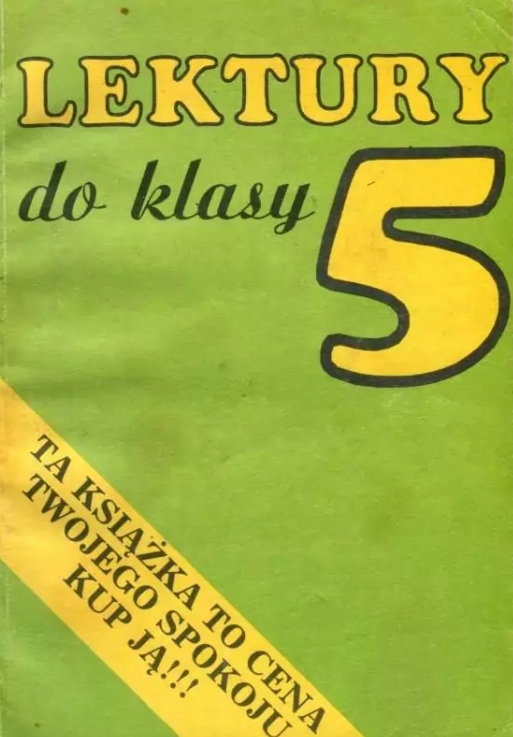 LEKTURY
do klasy
5
TA KSIĄŻKA TO CENA
TWOJEGO SPOKOJU
KUP JĄ!!!